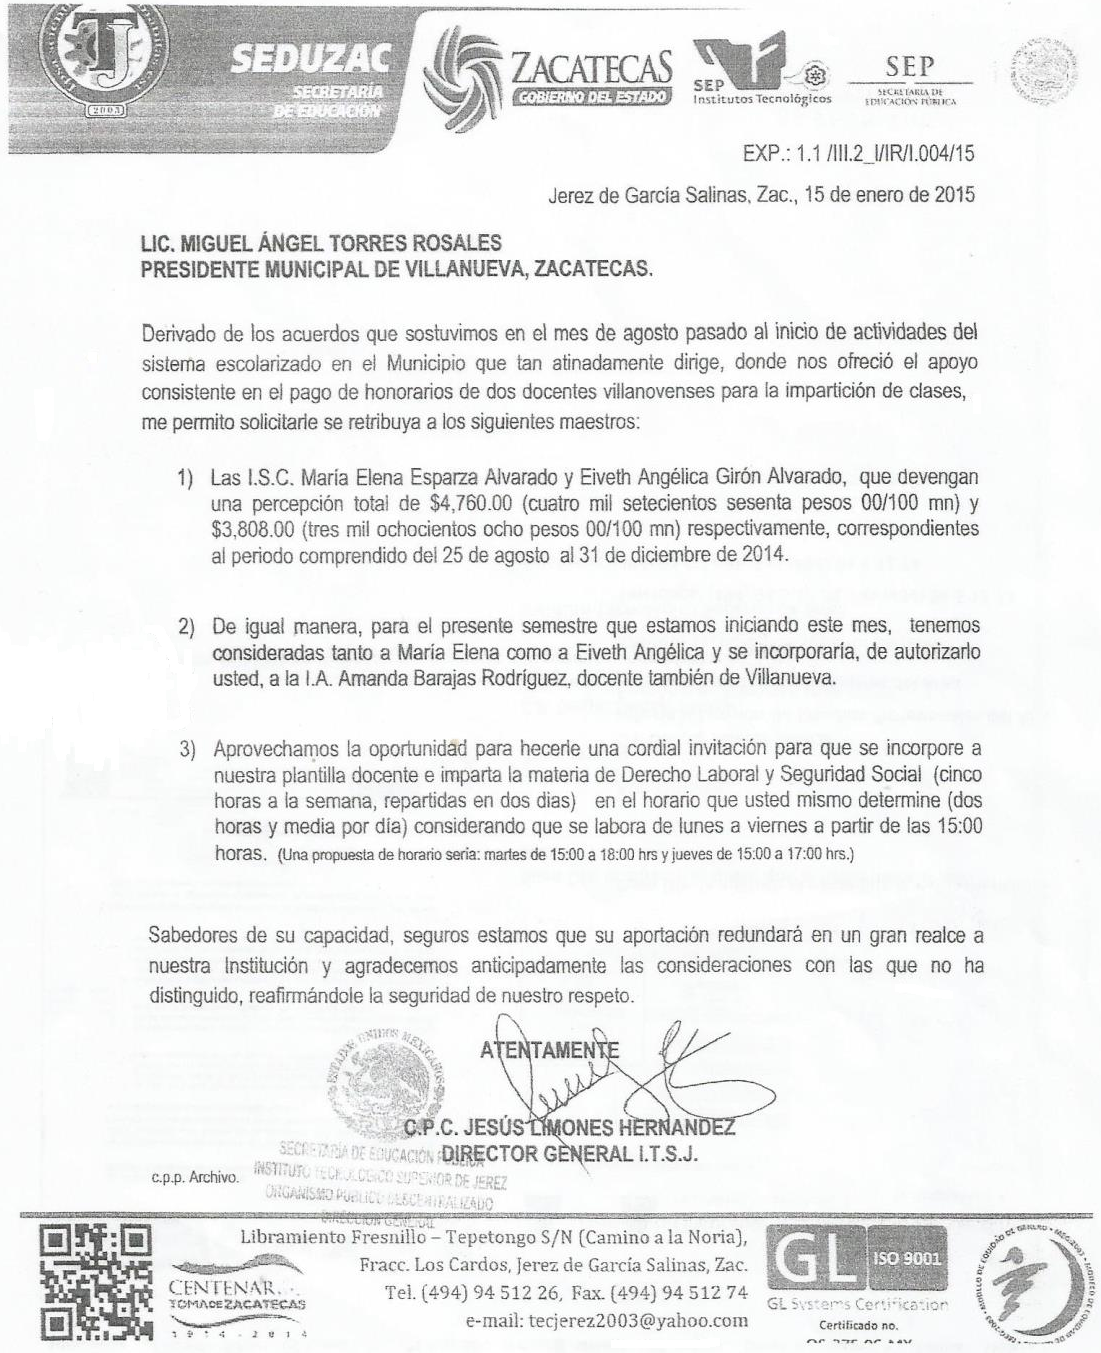 TJ
2003
SEDUZAC
SECRETARÍA
DE EDUCACIÓN
ZACATECAS
GOBIERNO DEL ESTADO
SEP
Institutos Tecnológicos
SEP
SECRETARÍA DE
EDUCACIÓN PÚBLICA
EXP.: 1.1 /III.2_I/IR/I.004/15
Jerez de García Salinas, Zac., 15 de enero de 2015
LIC. MIGUEL ÁNGEL TORRES ROSALES
PRESIDENTE MUNICIPAL DE VILLANUEVA, ZACATECAS.
Derivado de los acuerdos que sostuvimos en el mes de agosto pasado al inicio de actividades del
sistema escolarizado en el Municipio que tan atinadamente dirige, donde nos ofreció el apoyo
consistente en el pago de honorarios de dos docentes villanovenses para la impartición de clases,
me permito solicitarle se retribuya a los siguientes maestros:
1) Las I.S.C. María Elena Esparza Alvarado y Eiveth Angélica Girón Alvarado, que devengan
una percepción total de $4,760.00 (cuatro mil setecientos sesenta pesos 00/100 mn) y
$3,808.00 (tres mil ochocientos ocho pesos 00/100 mn) respectivamente, correspondientes
al periodo comprendido del 25 de agosto al 31 de diciembre de 2014.
2) De igual manera, para el presente semestre que estamos iniciando este mes, tenemos
consideradas tanto a María Elena como a Eiveth Angélica y se incorporaría, de autorizarlo
usted, a la I.A. Amanda Barajas Rodríguez, docente también de Villanueva.
3) Aprovechamos la oportunidad para hecerle una cordial invitación para que se incorpore a
nuestra plantilla docente e imparta la materia de Derecho Laboral y Seguridad Social (cinco
horas a la semana, repartidas en dos dias) en el horario que usted mismo determine (dos
horas y media por día) considerando que se labora de lunes a viernes a partir de las 15:00
horas. (Una propuesta de horario sería: martes de 15:00 a 18:00 hrs y jueves de 15:00 a 17:00 hrs.)
Sabedores de su capacidad, seguros estamos que su aportación redundará en un gran realce a
nuestra Institución y agradecemos anticipadamente las consideraciones con las que no ha
distinguido, reafirmándole la seguridad de nuestro respeto.
ATENTAMENTE
ESTADOS UNIDOS MEXICANOS
C.P.C. JESÚS LIMONES HERNANDEZ
DIRECTOR GENERAL I.T.S.J.
SECRETARÍA DE EDUCACIÓN PÚBLICA
INSTITUTO TECNOLOGICO SUPERIOR DE JEREZ
ORGANISMO PUBLICO DESCENTRALIZADO
DIRECCION GENERAL
c.p.p. Archivo.
Libramiento Fresnillo – Tepetongo S/N (Camino a la Noria),
Fracc. Los Cardos, Jerez de García Salinas, Zac.
Tel. (494) 94 512 26, Fax. (494) 94 512 74
e-mail: tecjerez2003@yahoo.com
CENTENAR
TOMA DE ZACATECAS
1914-2014
GL ISO 9001
GL Systems Certification
Certificado no.